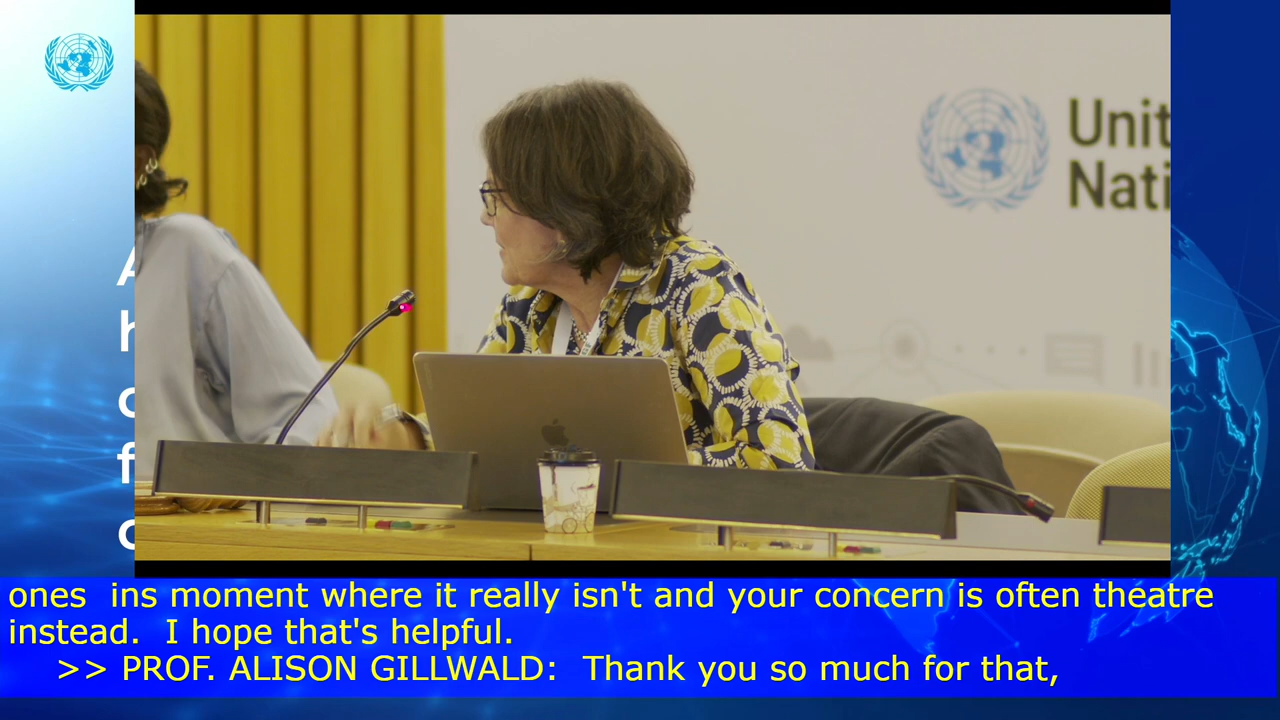 Unit
Nati
A
h
f
ones  ins moment where it really isn't and your concern is often theatre
instead.  I hope that's helpful.
>> PROF. ALISON GILLWALD:  Thank you so much for that,